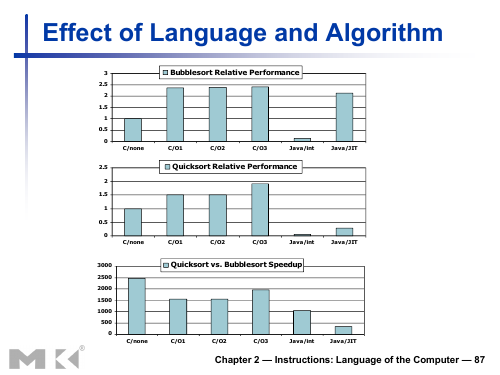 Effect of Language and Algorithm
Bubblesort Relative Performance
3
2.5
2
1.5
1
0.5
0
C/none C/O1 C/O2 C/O3 Java/int Java/JIT
Quicksort Relative Performance
2.5
2
1.5
1
0.5
0
C/none C/O1 C/O2 C/O3 Java/int Java/JIT
Quicksort vs. Bubblesort Speedup
3000
2500
2000
1500
1000
500
0
C/none C/O1 C/O2 C/O3 Java/int Java/JIT
MK®
Chapter 2 — Instructions: Language of the Computer — 87